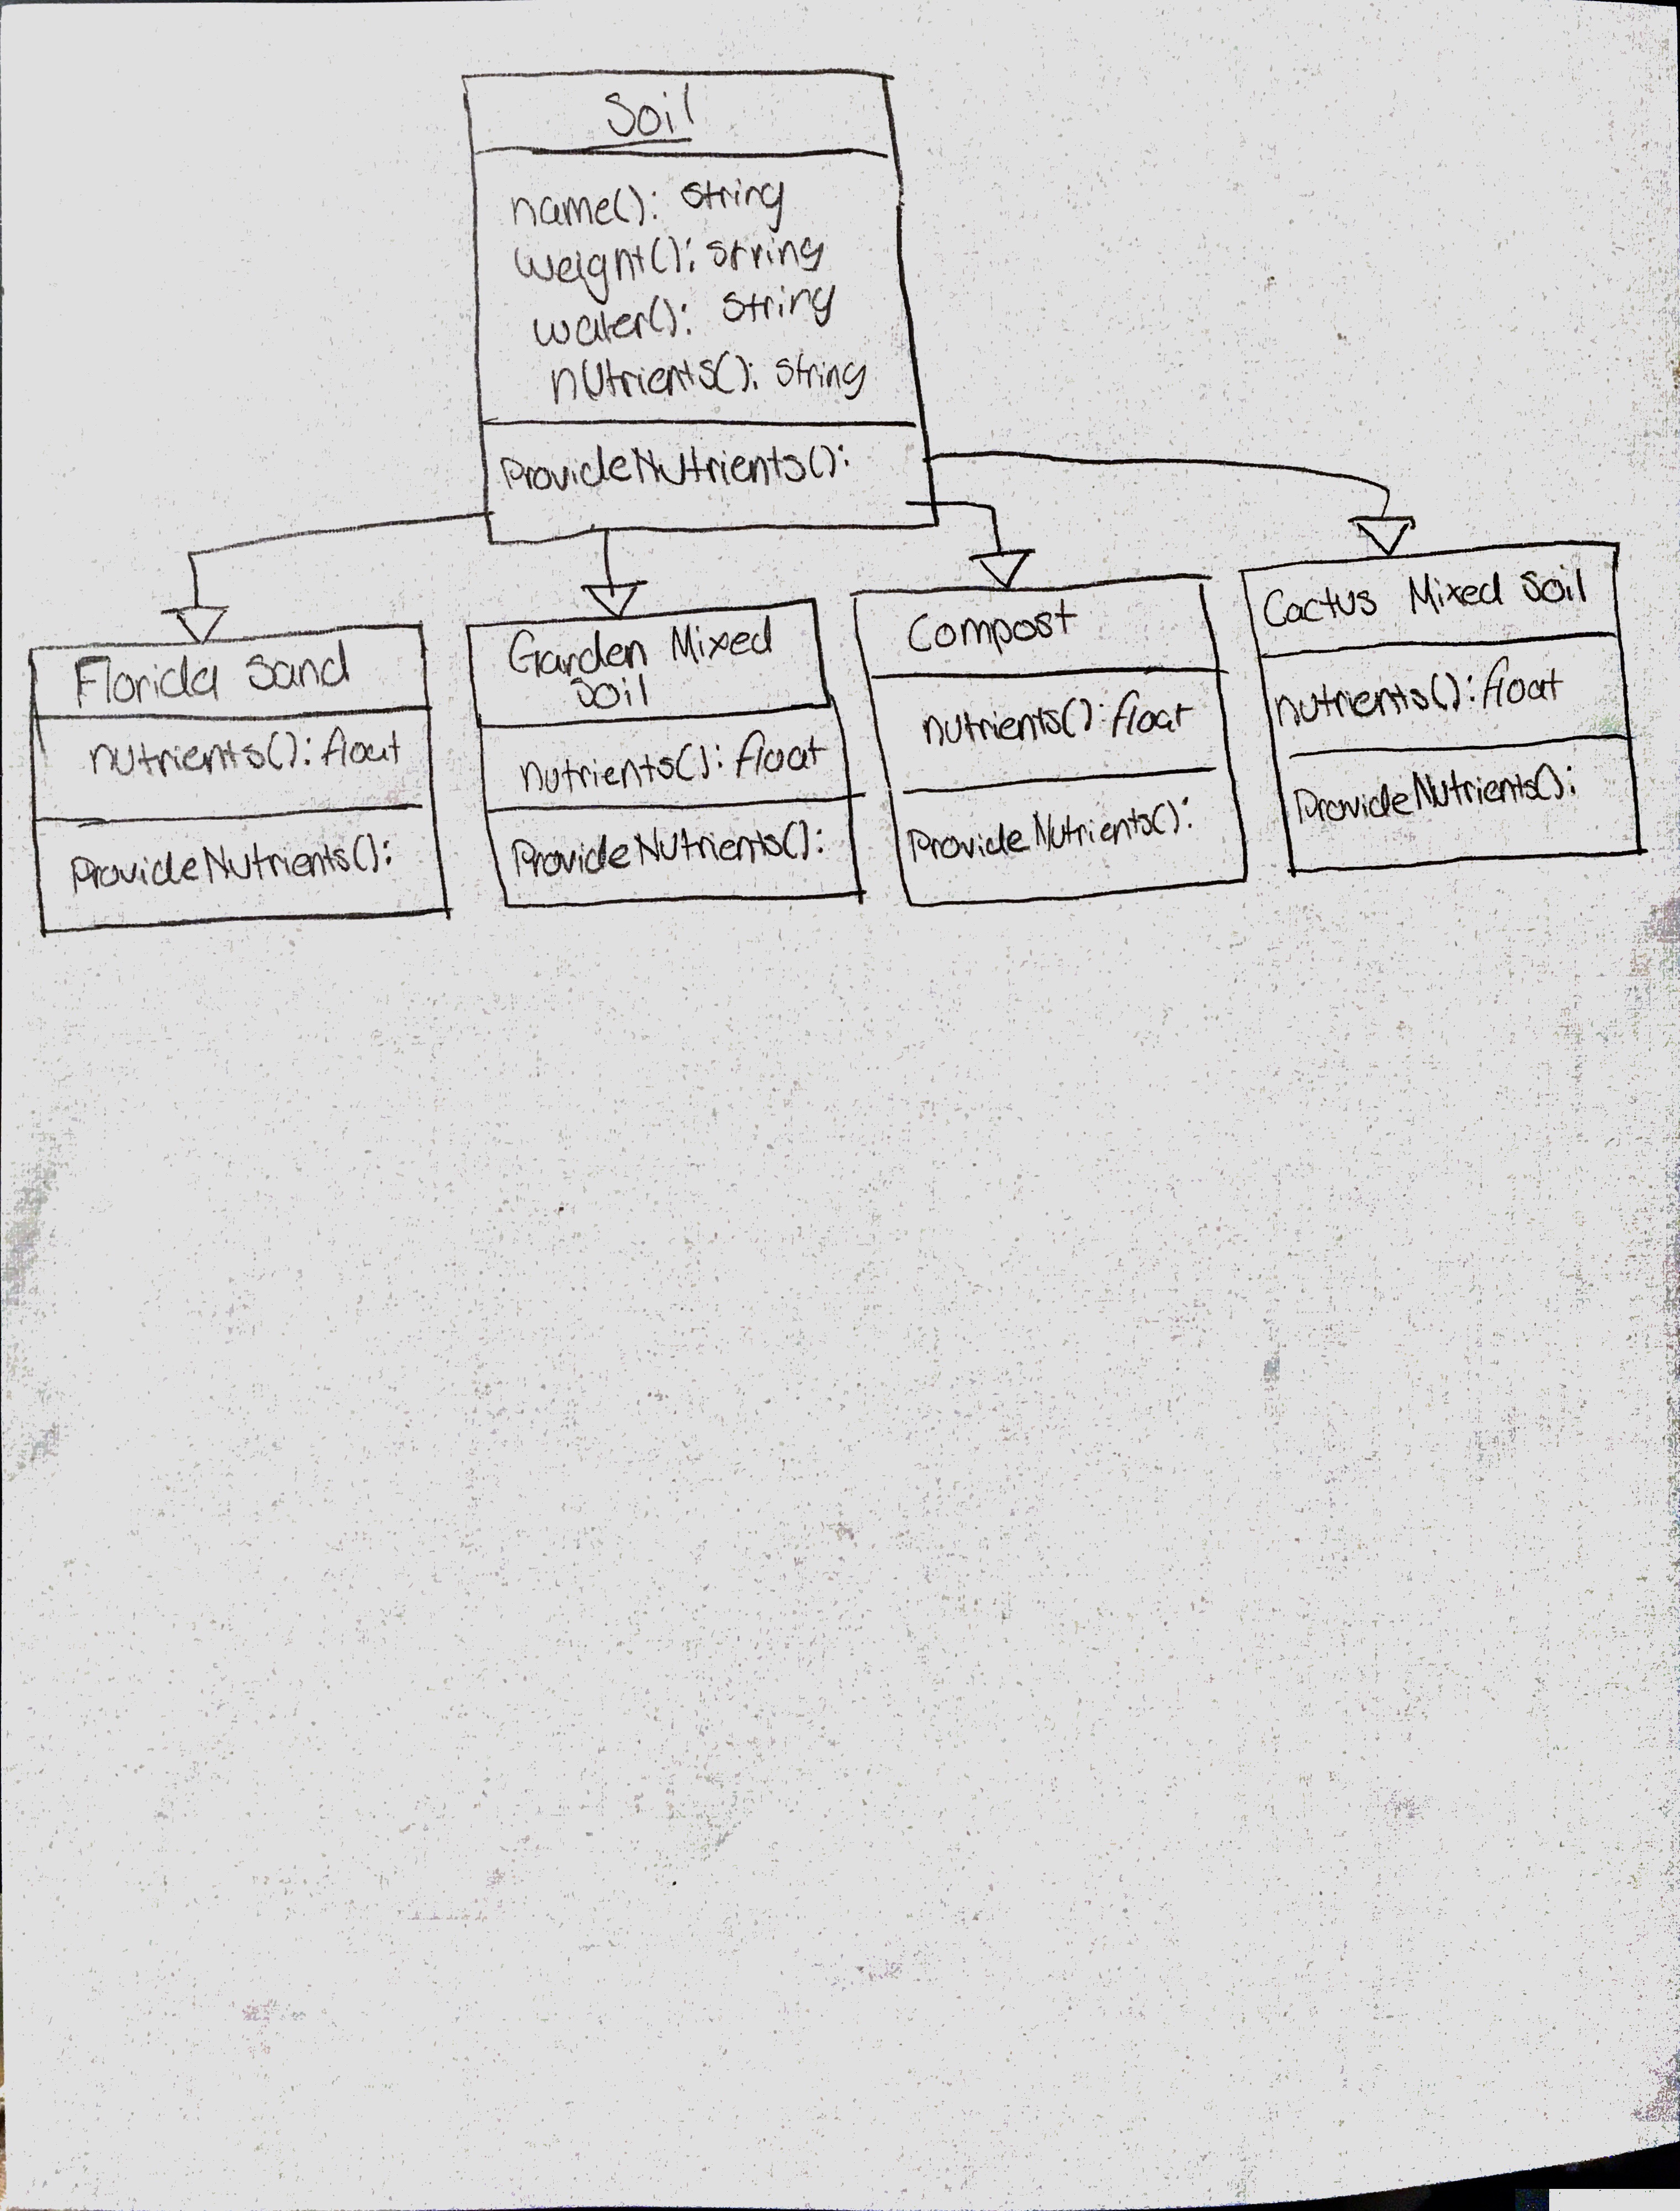 Soil
name(): string
weight(): string
water(): string
nutrients(): string
ProvideNutrients():
Florida Sand
nutrients(): float
ProvideNutrients():
Garden Mixed
Soil
nutrients(): float
ProvideNutrients():
Compost
nutrients(): float
ProvideNutrients():
Cactus Mixed Soil
nutrients(): float
ProvideNutrients():